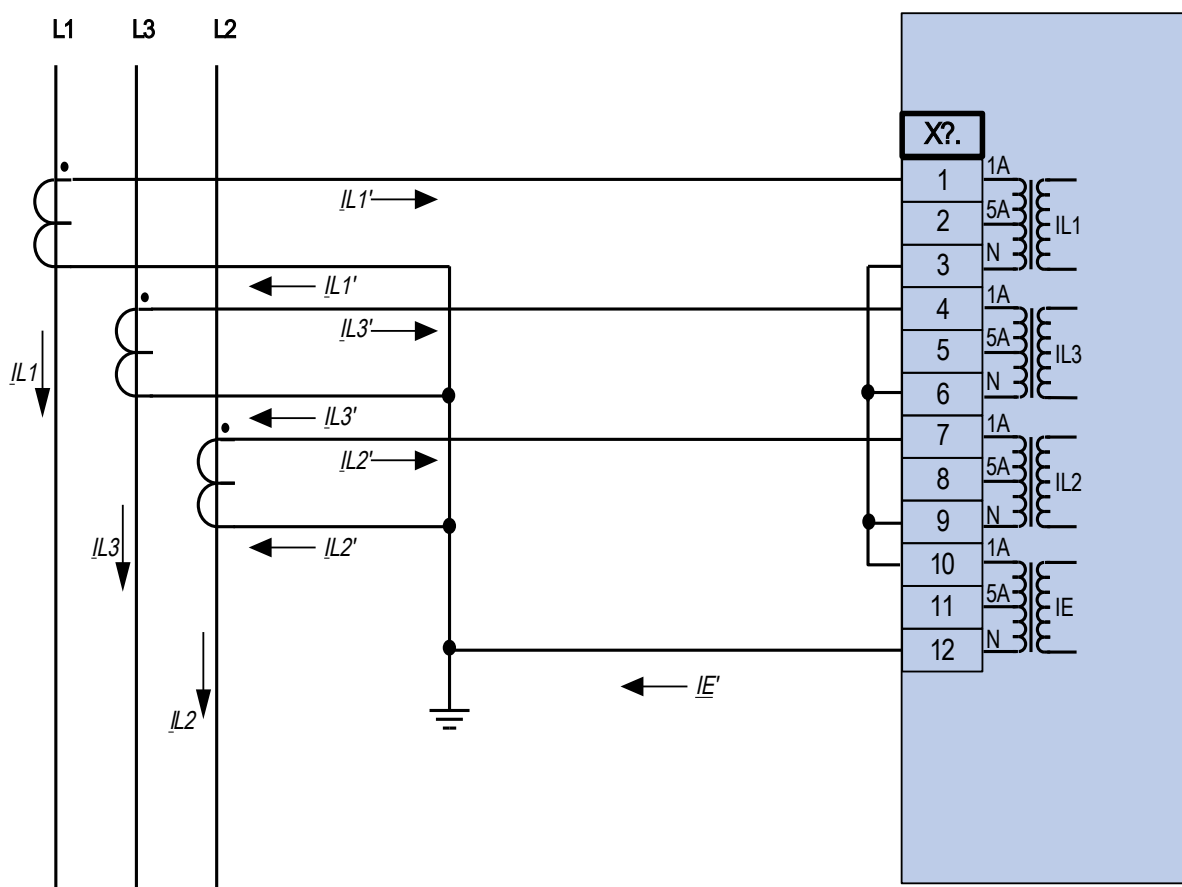 L1 L3 L2
X?.
1 1A
IL1'
2 5A IL1
3 N
IL1'
4 1A
IL3'
5 5A IL3
IL1
6 N
IL3'
7 1A
IL2'
8 5A IL2
9 N
IL3 IL2'
10 1A
11 5A IE
12 N
IE'
IL2